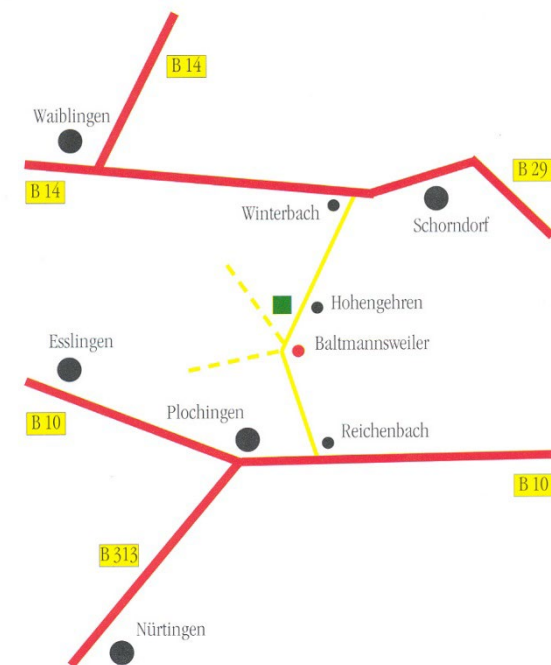 B 14
Waiblingen
B 14
B 29
Winterbach
Schorndorf
Hohengehren
Esslingen
Baltmannsweiler
Plochingen
B 10
Reichenbach
B 10
B 313
Nürtingen